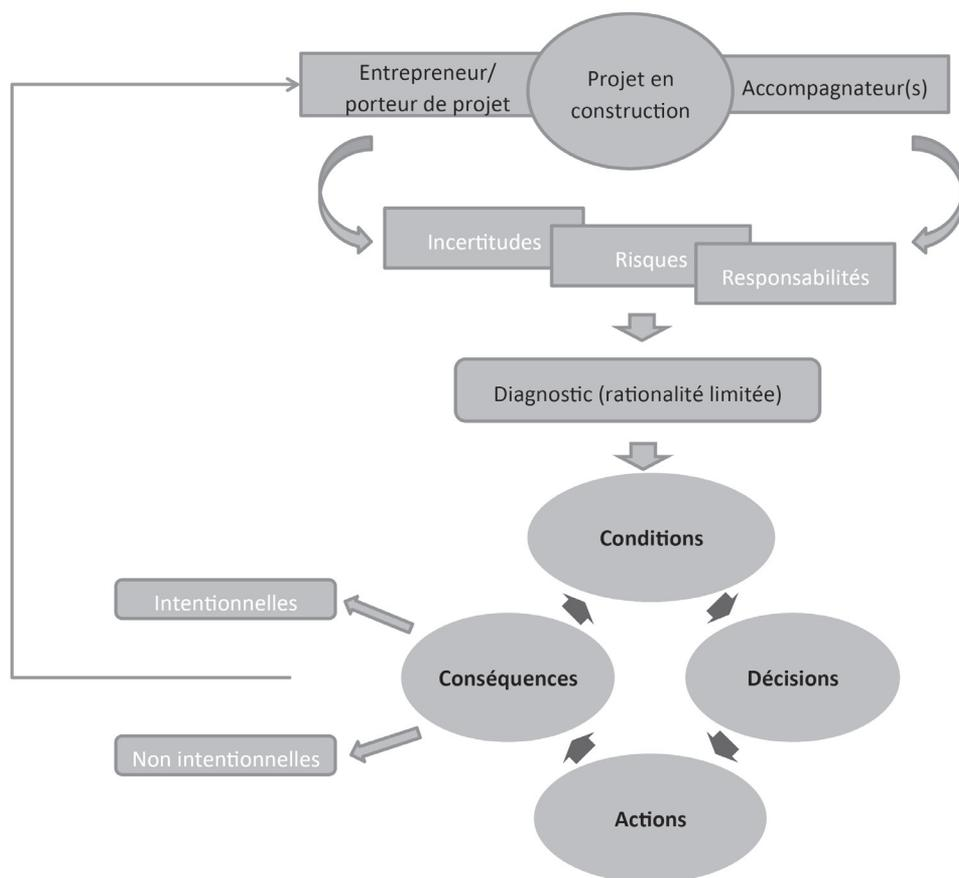 Entrepreneur/
porteur de projet
Projet en
construction
Accompagnateur(s)
Incertitudes
Risques
Responsabilités
Diagnostic (rationalité limitée)
Conditions
Intentionnelles
Conséquences
Décisions
Non intentionnelles
Actions